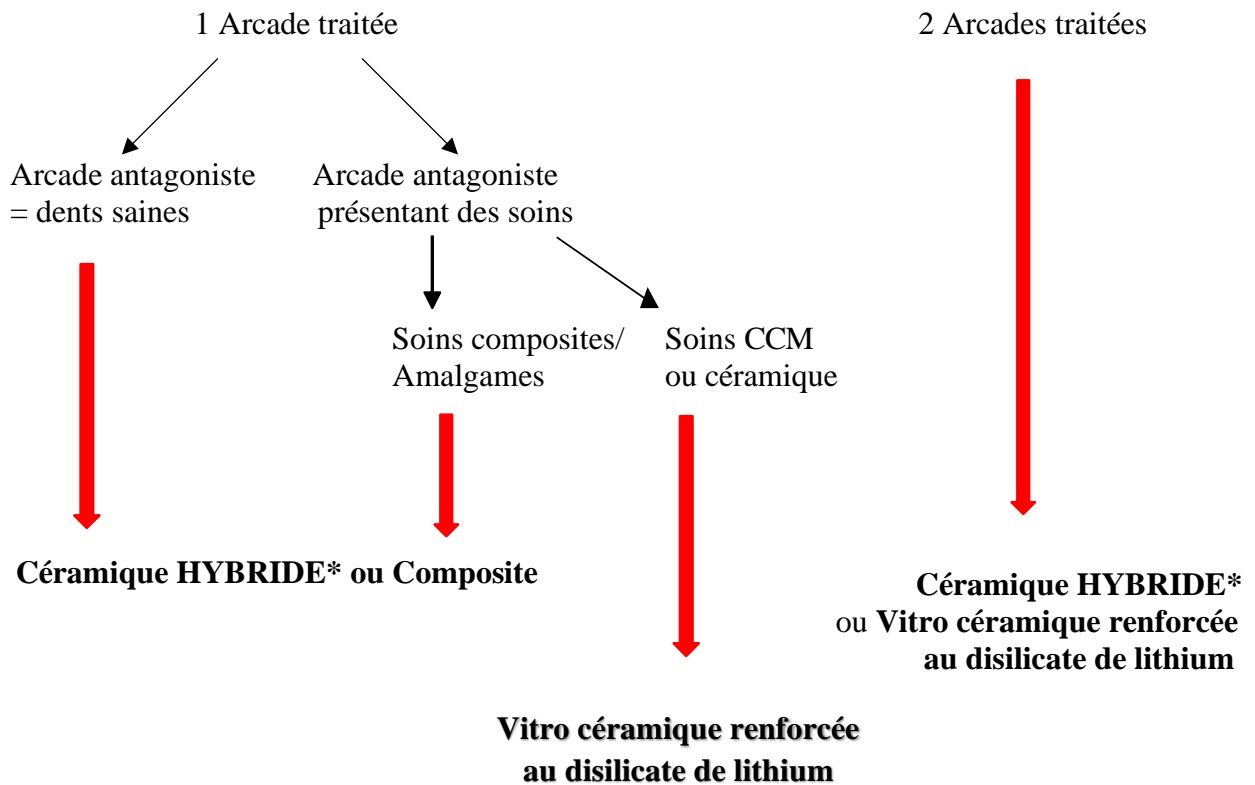 1 Arcade traitée
2 Arcades traitées
Arcade antagoniste
= dents saines
Arcade antagoniste
présentant des soins
Soins composites/
Amalgames
Soins CCM
ou céramique
Céramique HYBRIDE* ou Composite
Céramique HYBRIDE*
ou Vitro céramique renforcée
au disilicate de lithium
Vitro céramique renforcée
au disilicate de lithium